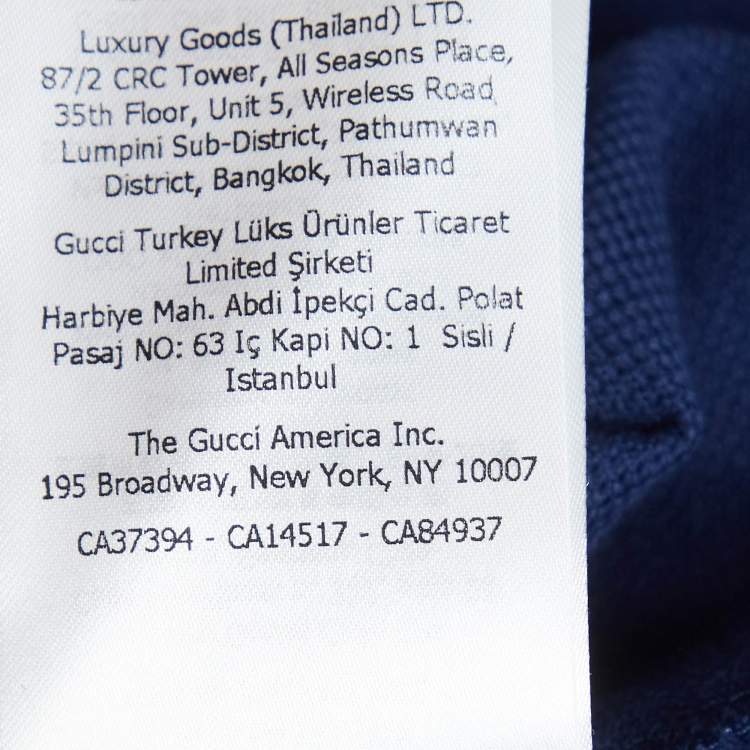 Luxury Goods (Thailand) LTD.
87/2 CRC Tower, All Seasons Place,
35th Floor, Unit 5, Wireless Road
Lumpini Sub-District, Pathumwan
District, Bangkok, Thailand
Gucci Turkey Lüks Ürünler Ticaret
Limited Şirketi
Harbiye Mah. Abdi İpekçi Cad. Polat
Pasaj NO: 63 Iç Kapi NO: 1 Sisli /
Istanbul
The Gucci America Inc.
195 Broadway, New York, NY 10007
CA37394 - CA14517 - CA84937